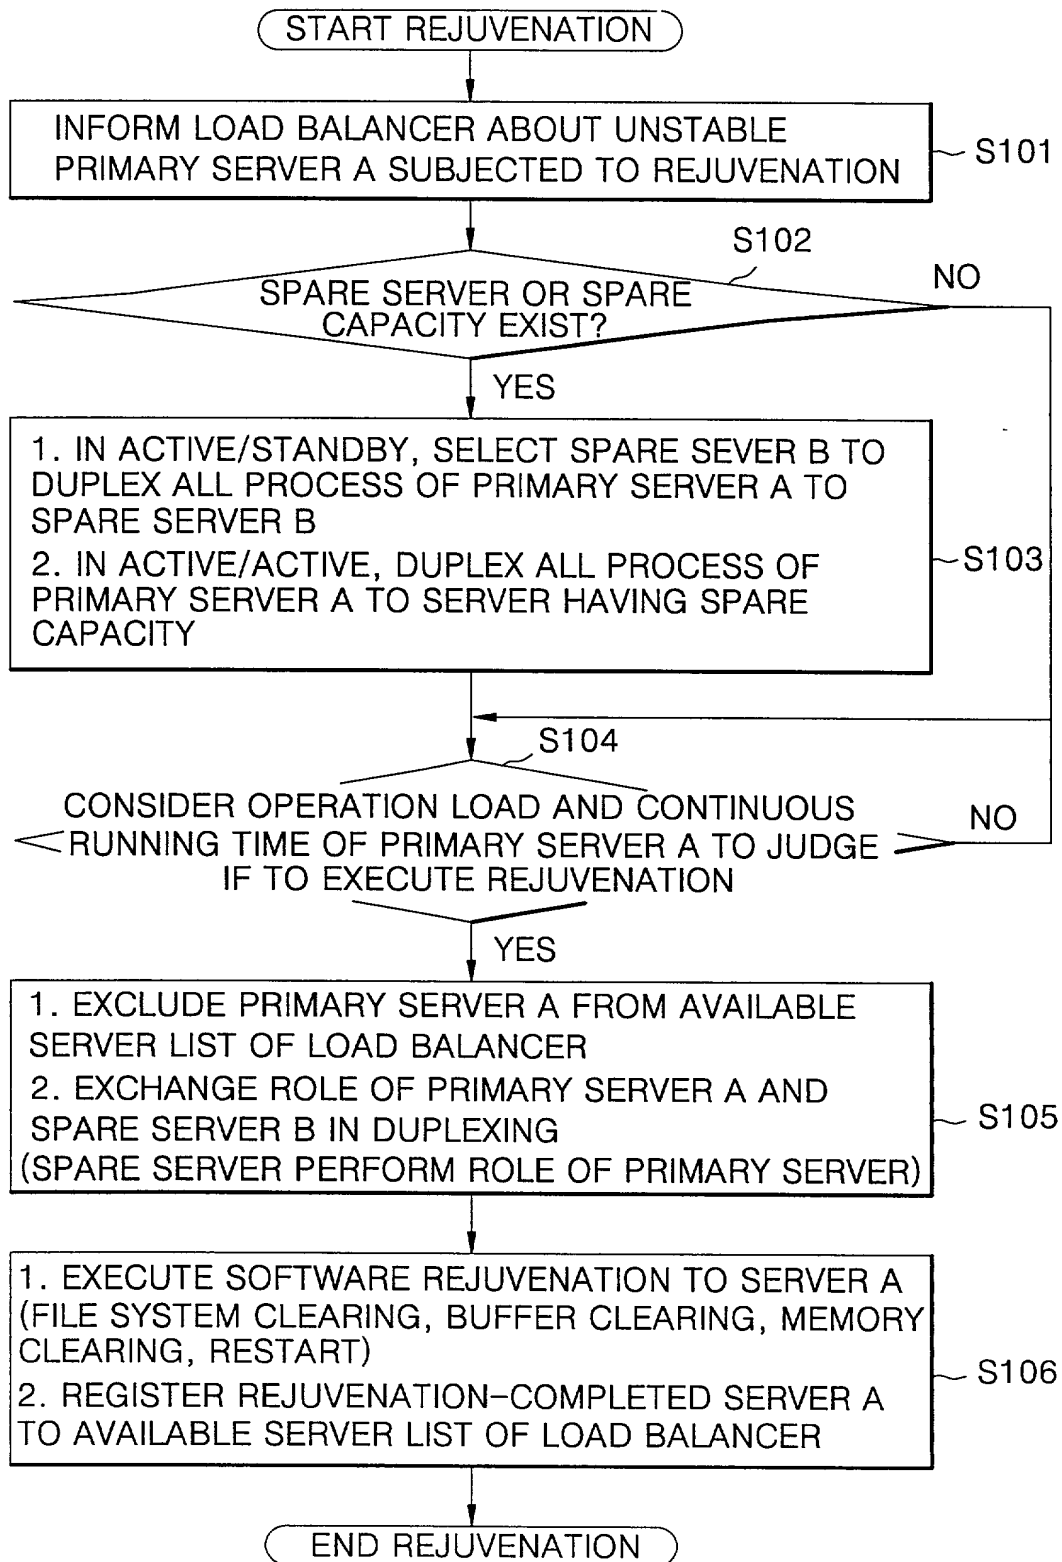 START REJUVENATION
INFORM LOAD BALANCER ABOUT UNSTABLE
PRIMARY SERVER A SUBJECTED TO REJUVENATION
S101
S102
SPARE SERVER OR SPARE
CAPACITY EXIST?
NO
YES
1. IN ACTIVE/STANDBY, SELECT SPARE SEVER B TO
DUPLEX ALL PROCESS OF PRIMARY SERVER A TO
SPARE SERVER B
2. IN ACTIVE/ACTIVE, DUPLEX ALL PROCESS OF
PRIMARY SERVER A TO SERVER HAVING SPARE
CAPACITY
S103
S104
CONSIDER OPERATION LOAD AND CONTINUOUS
RUNNING TIME OF PRIMARY SERVER A TO JUDGE
IF TO EXECUTE REJUVENATION
NO
YES
1. EXCLUDE PRIMARY SERVER A FROM AVAILABLE
SERVER LIST OF LOAD BALANCER
2. EXCHANGE ROLE OF PRIMARY SERVER A AND
SPARE SERVER B IN DUPLEXING
(SPARE SERVER PERFORM ROLE OF PRIMARY SERVER)
S105
1. EXECUTE SOFTWARE REJUVENATION TO SERVER A
(FILE SYSTEM CLEARING, BUFFER CLEARING, MEMORY
CLEARING, RESTART)
2. REGISTER REJUVENATION-COMPLETED SERVER A
TO AVAILABLE SERVER LIST OF LOAD BALANCER
S106
END REJUVENATION